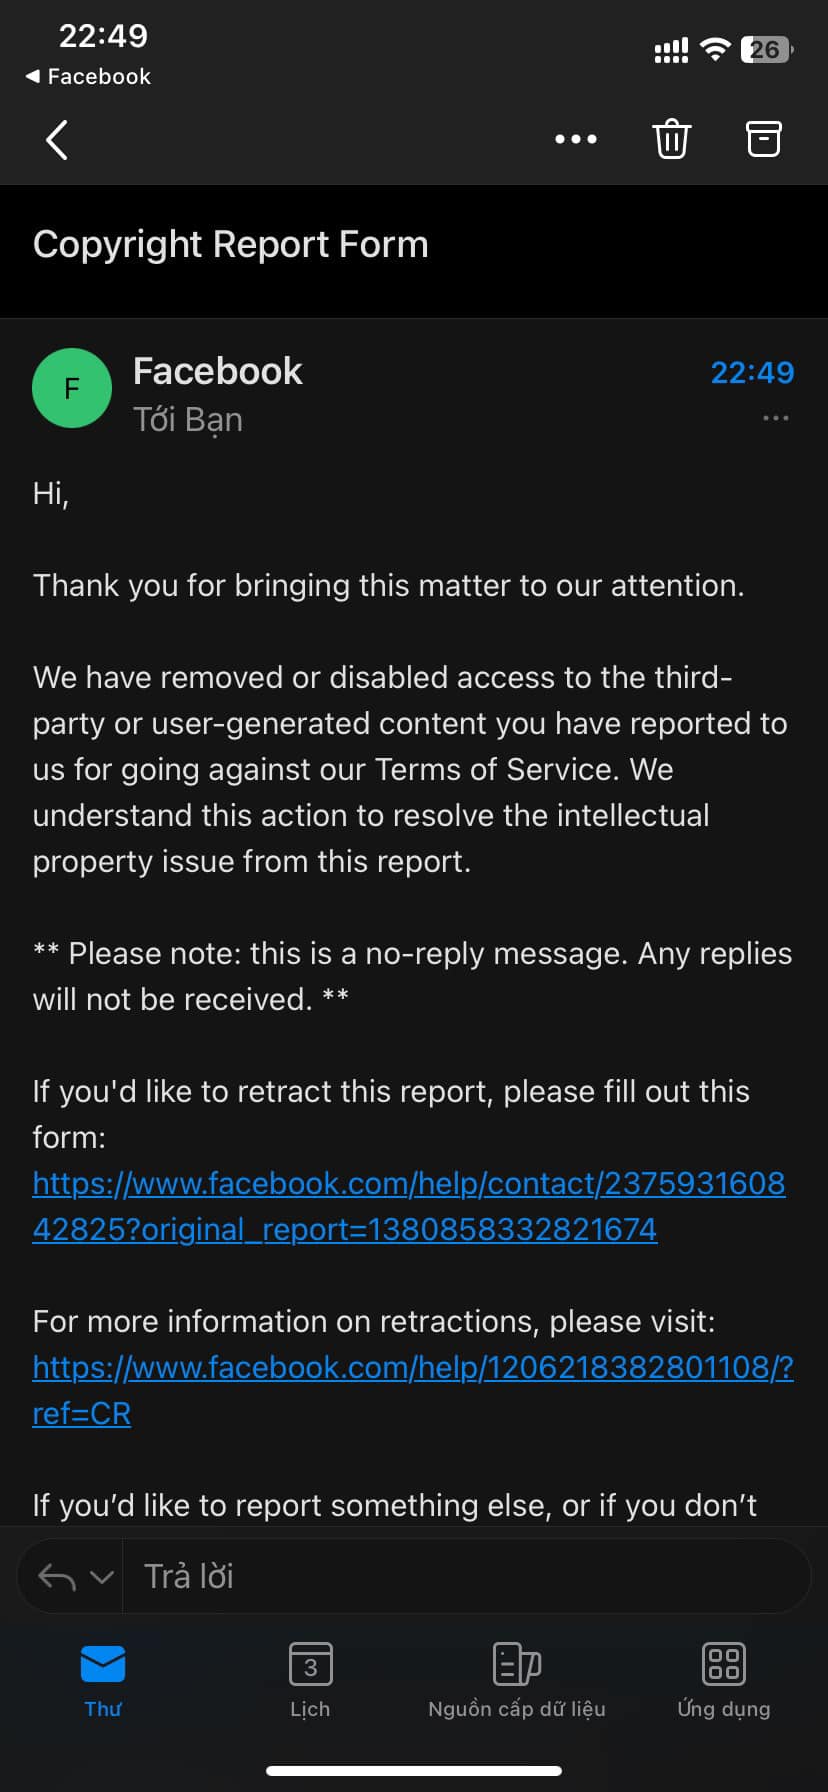 22:49
26
◀ Facebook
Copyright Report Form
F
Facebook
22:49
Tới Bạn
Hi,
Thank you for bringing this matter to our attention.
We have removed or disabled access to the third-
party or user-generated content you have reported to
us for going against our Terms of Service. We
understand this action to resolve the intellectual
property issue from this report.
** Please note: this is a no-reply message. Any replies
will not be received. **
If you'd like to retract this report, please fill out this
form:
https://www.facebook.com/help/contact/2375931608
42825?original_report=1380858332821674
For more information on retractions, please visit:
https://www.facebook.com/help/1206218382801108/?
ref=CR
If you’d like to report something else, or if you don’t
Trả lời
3
Thư
Lịch
Nguồn cấp dữ liệu
Ứng dụng